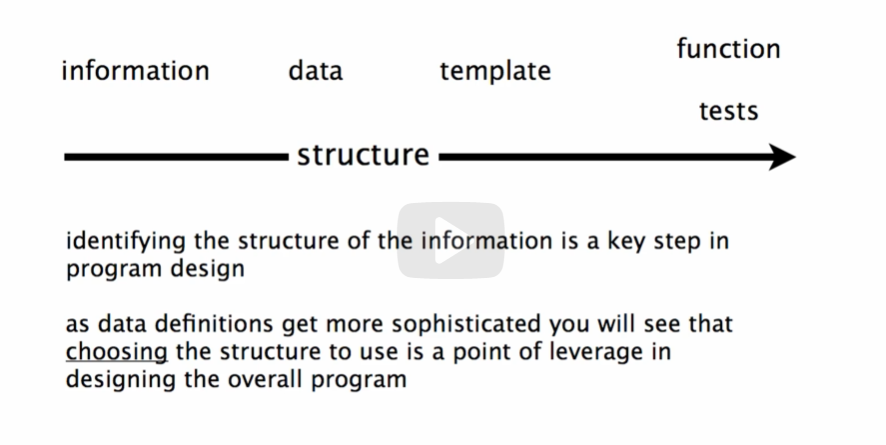 information data template function
tests
structure
identifying the structure of the information is a key step in
program design
as data definitions get more sophisticated you will see that
choosing the structure to use is a point of leverage in
designing the overall program